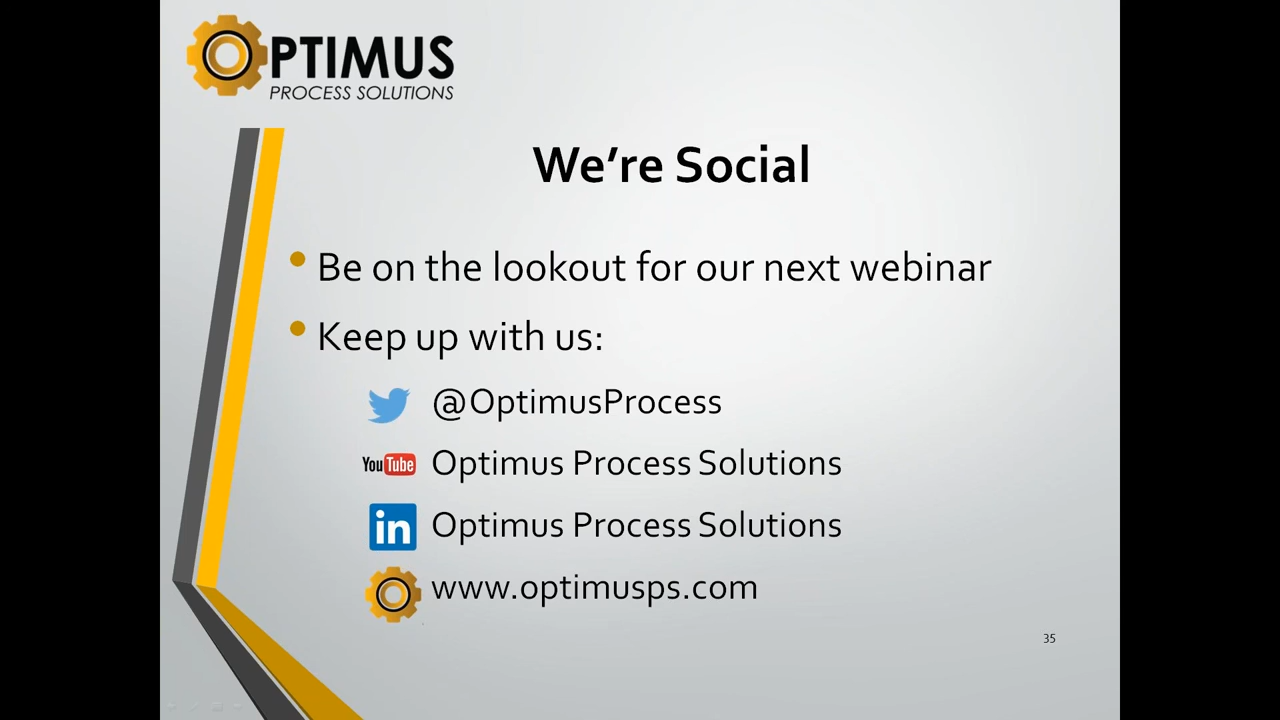 OPTIMUS
PROCESS SOLUTIONS
We're Social
Be on the lookout for our next webinar
Keep up with us:
@OptimusProcess
YouTube Optimus Process Solutions
in Optimus Process Solutions
www.optimusps.com
35